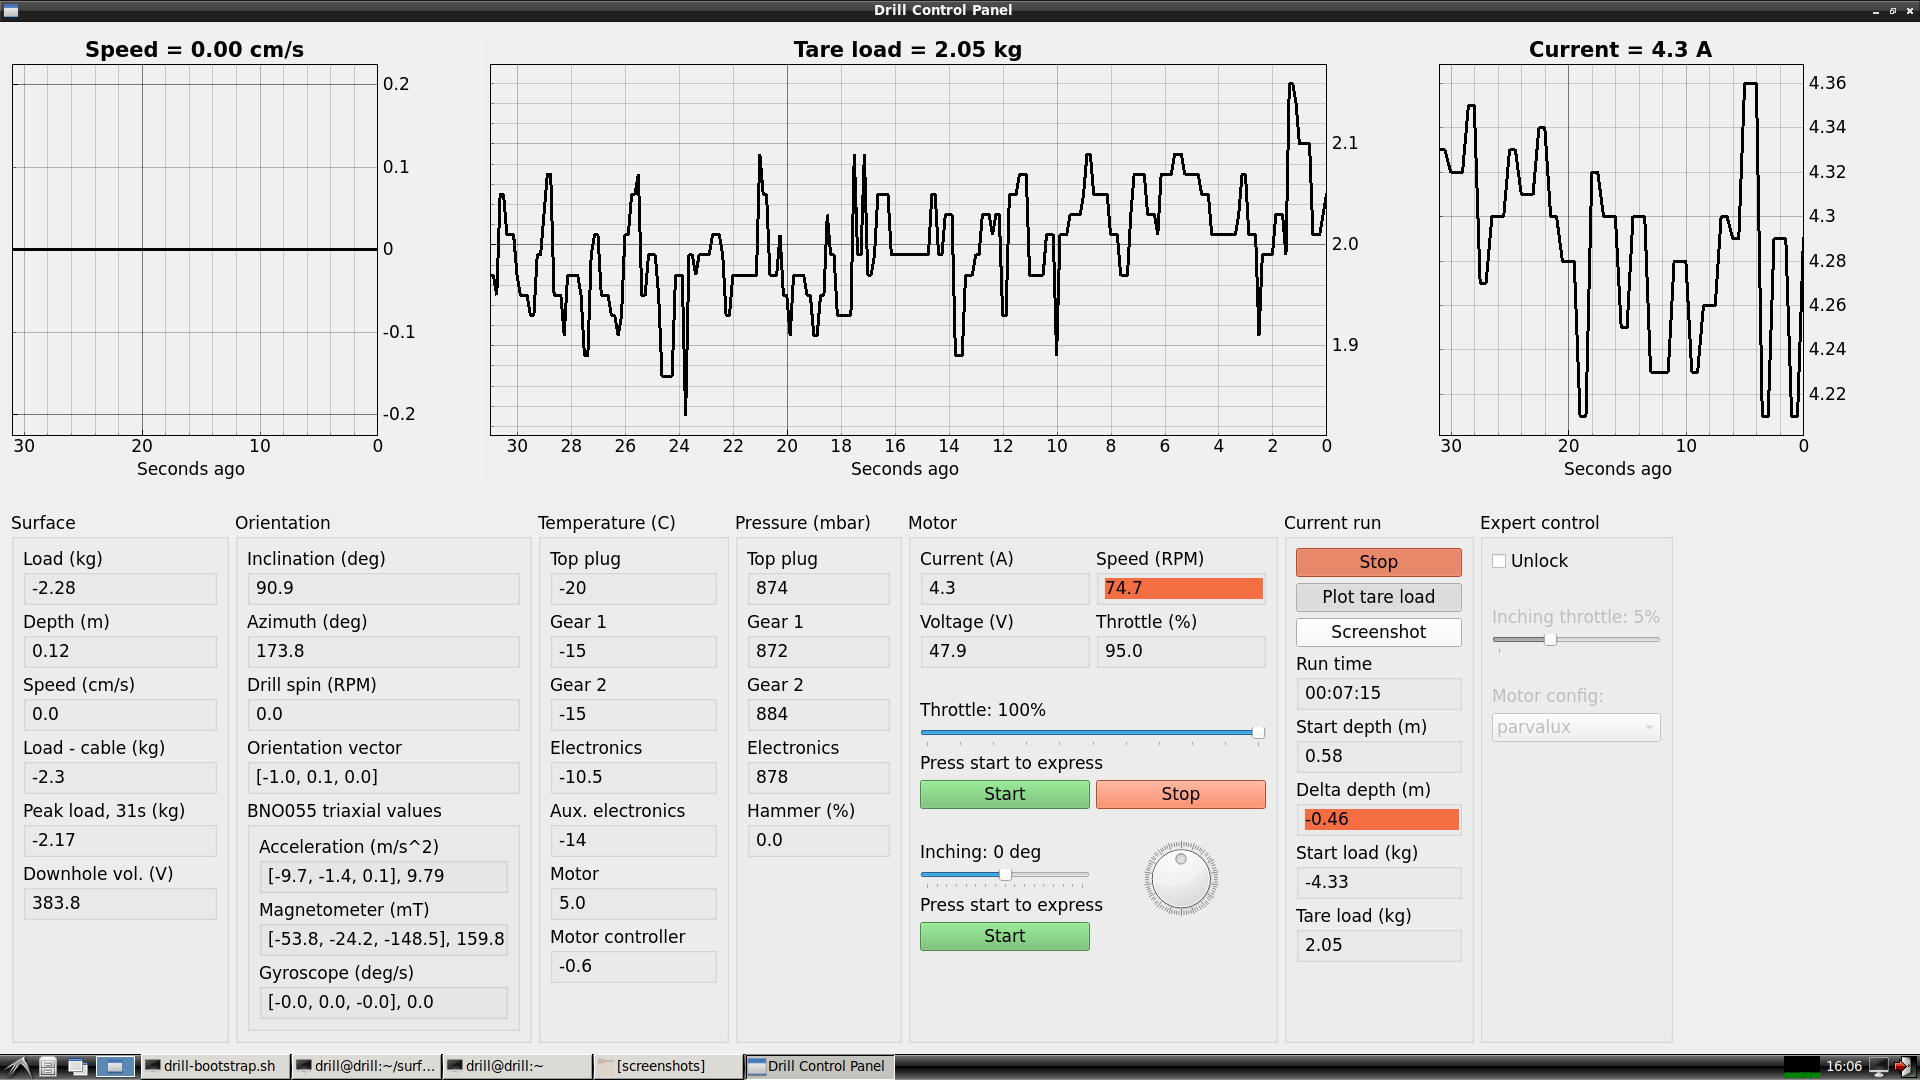 Drill Control Panel
Speed = 0.00 cm/s
0.2
0.1
0
-0.1
-0.2
30 20 10 0
Seconds ago
Tare load = 2.05 kg
2.1
2.0
1.9
30 28 26 24 22 20 18 16 14 12 10 8 6 4 2 0
Seconds ago
Current = 4.3 A
4.36
4.34
4.32
4.3
4.28
4.26
4.24
4.22
30 20 10 0
Seconds ago
Surface
Load (kg)
-2.28
Depth (m)
0.12
Speed (cm/s)
0.0
Load - cable (kg)
-2.3
Peak load, 31s (kg)
-2.17
Downhole vol. (V)
383.8
Orientation
Inclination (deg)
90.9
Azimuth (deg)
173.8
Drill spin (RPM)
0.0
Orientation vector
[-1.0, 0.1, 0.0]
BNO055 triaxial values
Acceleration (m/s^2)
[-9.7, -1.4, 0.1], 9.79
Magnetometer (mT)
[-53.8, -24.2, -148.5], 159.8
Gyroscope (deg/s)
[-0.0, 0.0, -0.0], 0.0
Temperature (C)
Top plug
-20
Gear 1
-15
Gear 2
-15
Electronics
-10.5
Aux. electronics
-14
Motor
5.0
Motor controller
-0.6
Pressure (mbar)
Top plug
874
Gear 1
872
Gear 2
884
Electronics
878
Hammer (%)
0.0
Motor
Current (A) Speed (RPM)
4.3 74.7
Voltage (V) Throttle (%)
47.9 95.0
Throttle: 100%
Press start to express
Start Stop
Inching: 0 deg
Press start to express
Start
Current run
Stop
Plot tare load
Screenshot
Run time
00:07:15
Start depth (m)
0.58
Delta depth (m)
-0.46
Start load (kg)
-4.33
Tare load (kg)
2.05
Expert control
Unlock
Inching throttle: 5%
Motor config:
parvalux
drill-bootstrap.sh drill@drill:~/surf... drill@drill:~ [screenshots] Drill Control Panel 16:06